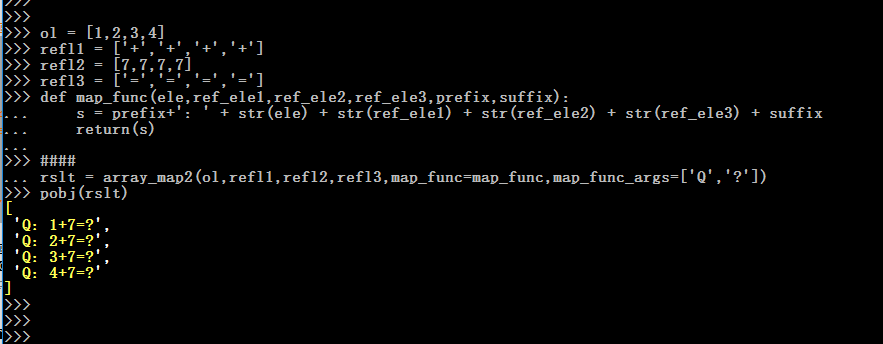 >>>
>>>
>>> ol = [1,2,3,4]
>>> refl1 = ['+','+','+','+']
>>> refl2 = [7,7,7,7]
>>> refl3 = ['=','=','=','=']
>>> def map_func(ele,ref_ele1,ref_ele2,ref_ele3,prefix,suffix):
...     s = prefix+': ' + str(ele) + str(ref_ele1) + str(ref_ele2) + str(ref_ele3) + suffix
...     return(s)
...
>>> ####
... rslt = array_map2(ol,refl1,refl2,refl3,map_func=map_func,map_func_args=['Q','?'])
>>> pobj(rslt)
[
 'Q: 1+7=?',
 'Q: 2+7=?',
 'Q: 3+7=?',
 'Q: 4+7=?'
]
>>>
>>>
>>>